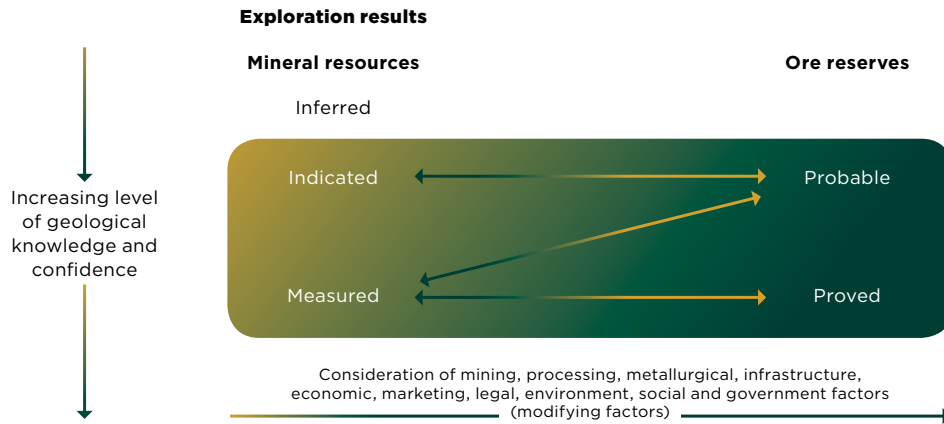 Exploration results
Mineral resources
Ore reserves
Inferred
Indicated
Probable
Increasing level
of geological
knowledge and
confidence
Measured
Proved
Consideration of mining, processing, metallurgical, infrastructure,
economic, marketing, legal, environment, social and government factors
(modifying factors)